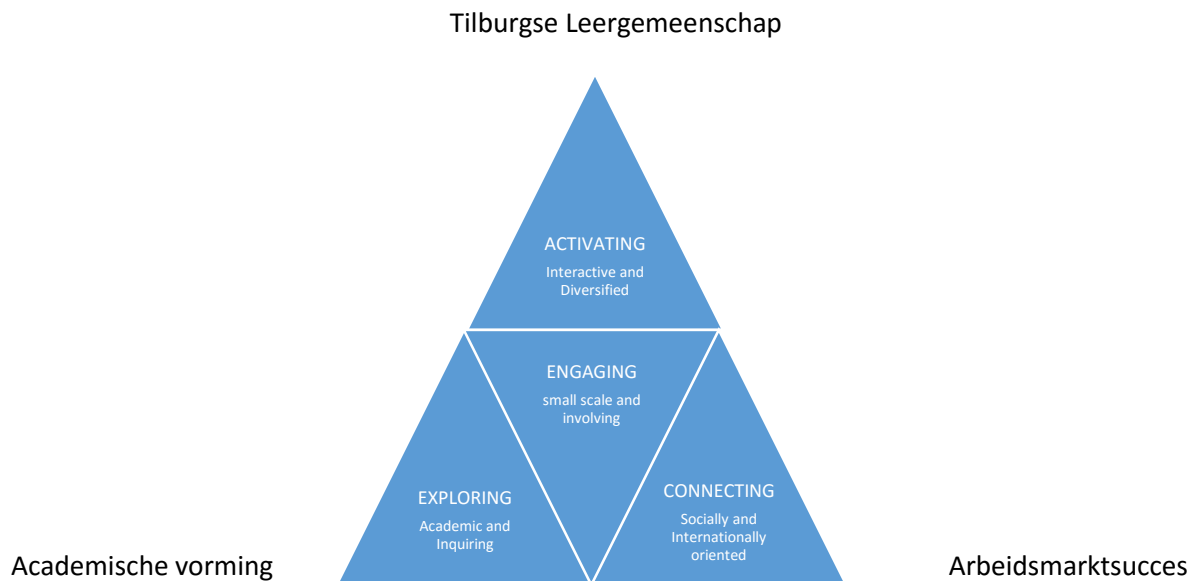 Tilburgse Leergemeenschap
ACTIVATING
Interactive and
Diversified
ENGAGING
small scale and
involving
EXPLORING
Academic and
Inquiring
CONNECTING
Socially and
Internationally
oriented
Academische vorming
Arbeidsmarktsucces